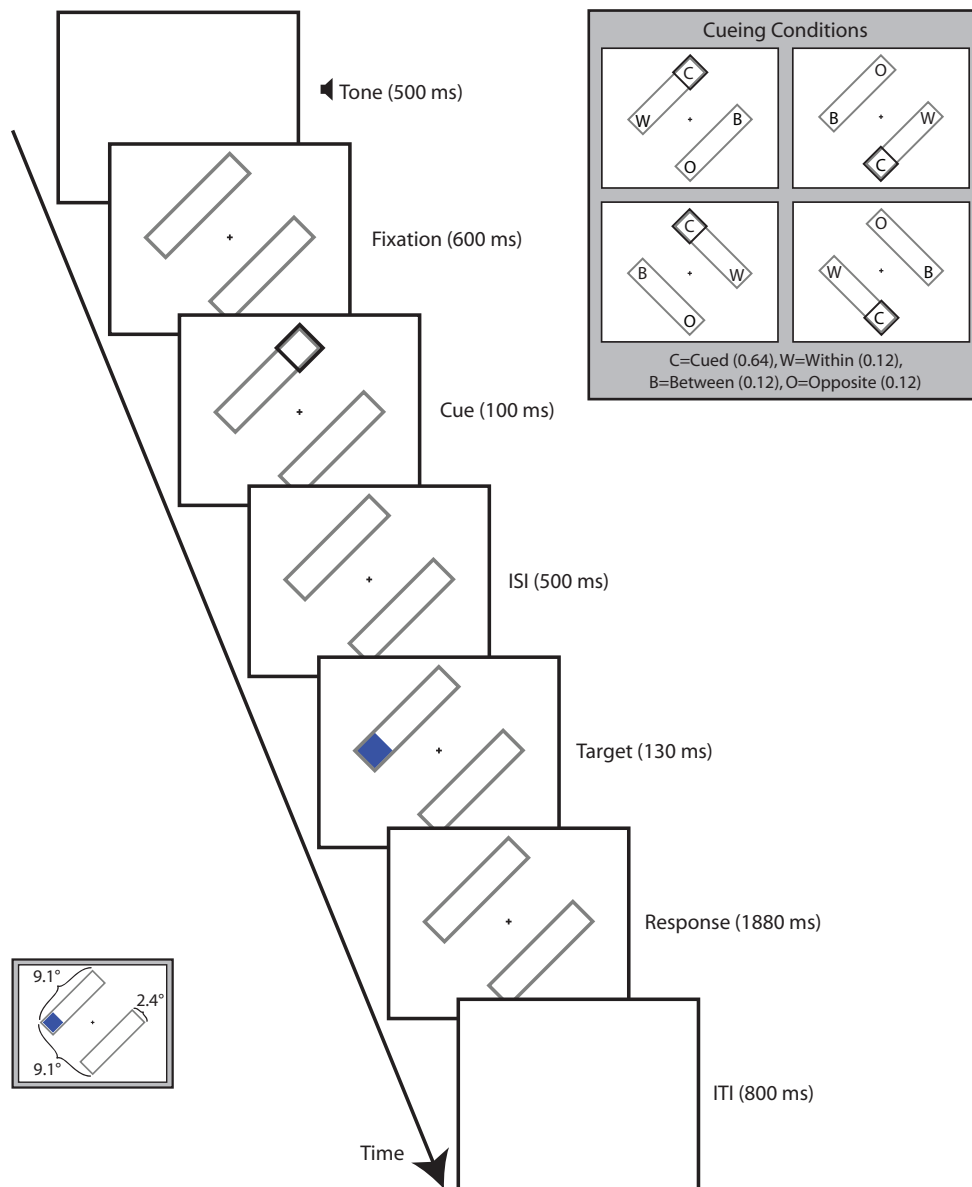 Tone (500 ms)
Fixation (600 ms)
Cue (100 ms)
ISI (500 ms)
Target (130 ms)
Response (1880 ms)
ITI (800 ms)
Time
Cueing Conditions
C
W
B
O
O
B
W
C
C
B
W
O
O
W
B
C
C=Cued (0.64), W=Within (0.12),
B=Between (0.12), O=Opposite (0.12)
9.1°
2.4°
9.1°